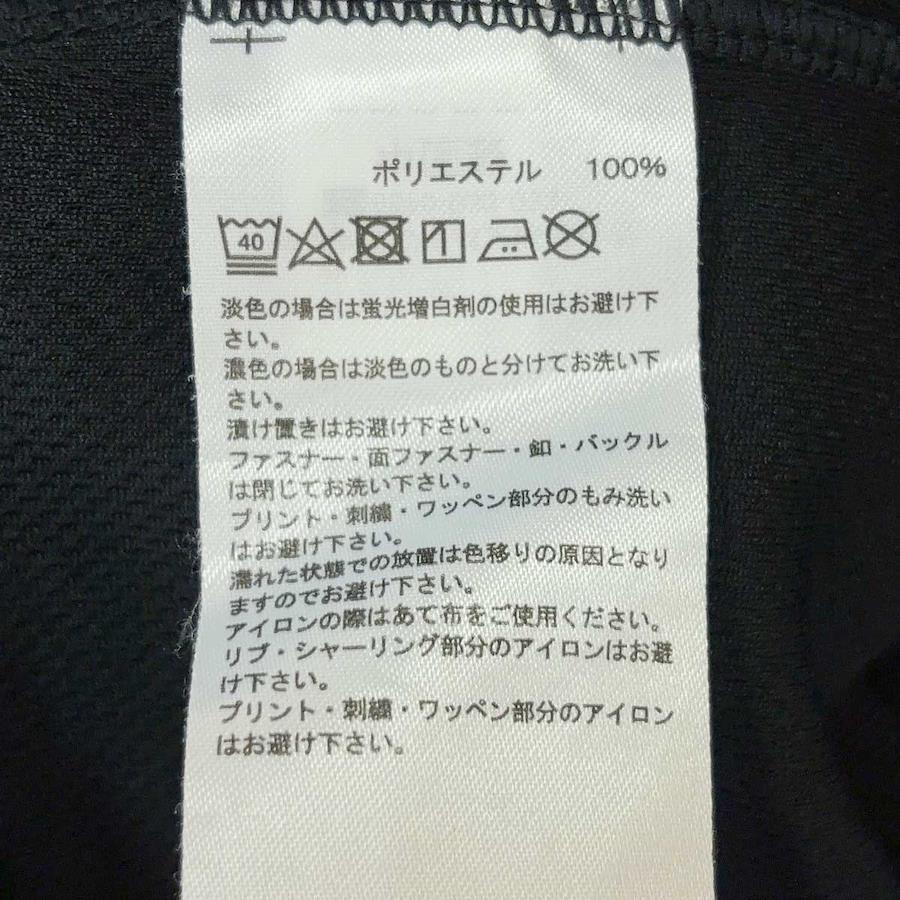 ポリエステル 100%
40
淡色の場合は蛍光増白剤の使用はお避け下
さい。
濃色の場合は淡色のものと分けてお洗い下
さい。
漬け置きはお避け下さい。
ファスナー・面ファスナー・釦・バックル
は閉じてお洗い下さい。
プリント・刺繍・ワッペン部分のもみ洗い
はお避け下さい。
濡れた状態での放置は色移りの原因となり
ますのでお避け下さい。
アイロンの際はあて布をご使用ください。
リブ・シャーリング部分のアイロンはお避
け下さい。
プリント・刺繍・ワッペン部分のアイロン
はお避け下さい。